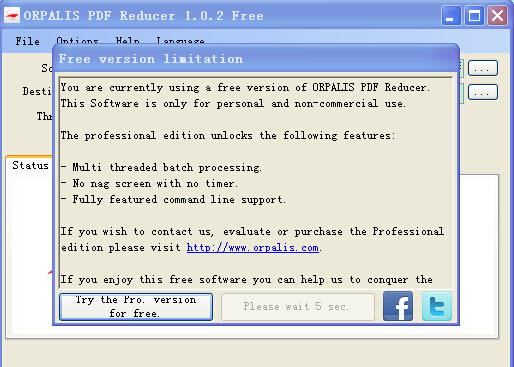 ORPALIS PDF Reducer 1.0.2 Free
File Options Help Language
Free version limitation
You are currently using a free version of ORPALIS PDF Reducer.
This Software is only for personal and non-commercial use.
The professional edition unlocks the following features:
- Multi threaded batch processing.
- No nag screen with no timer.
- Fully featured command line support.
If you wish to contact us, evaluate or purchase the Professional
edition please visit http://www.orpalis.com.
If you enjoy this free software you can help us to conquer the
Try the Pro. version
for free.
Please wait 5 sec.
So
...
Desti
...
Thr
Status